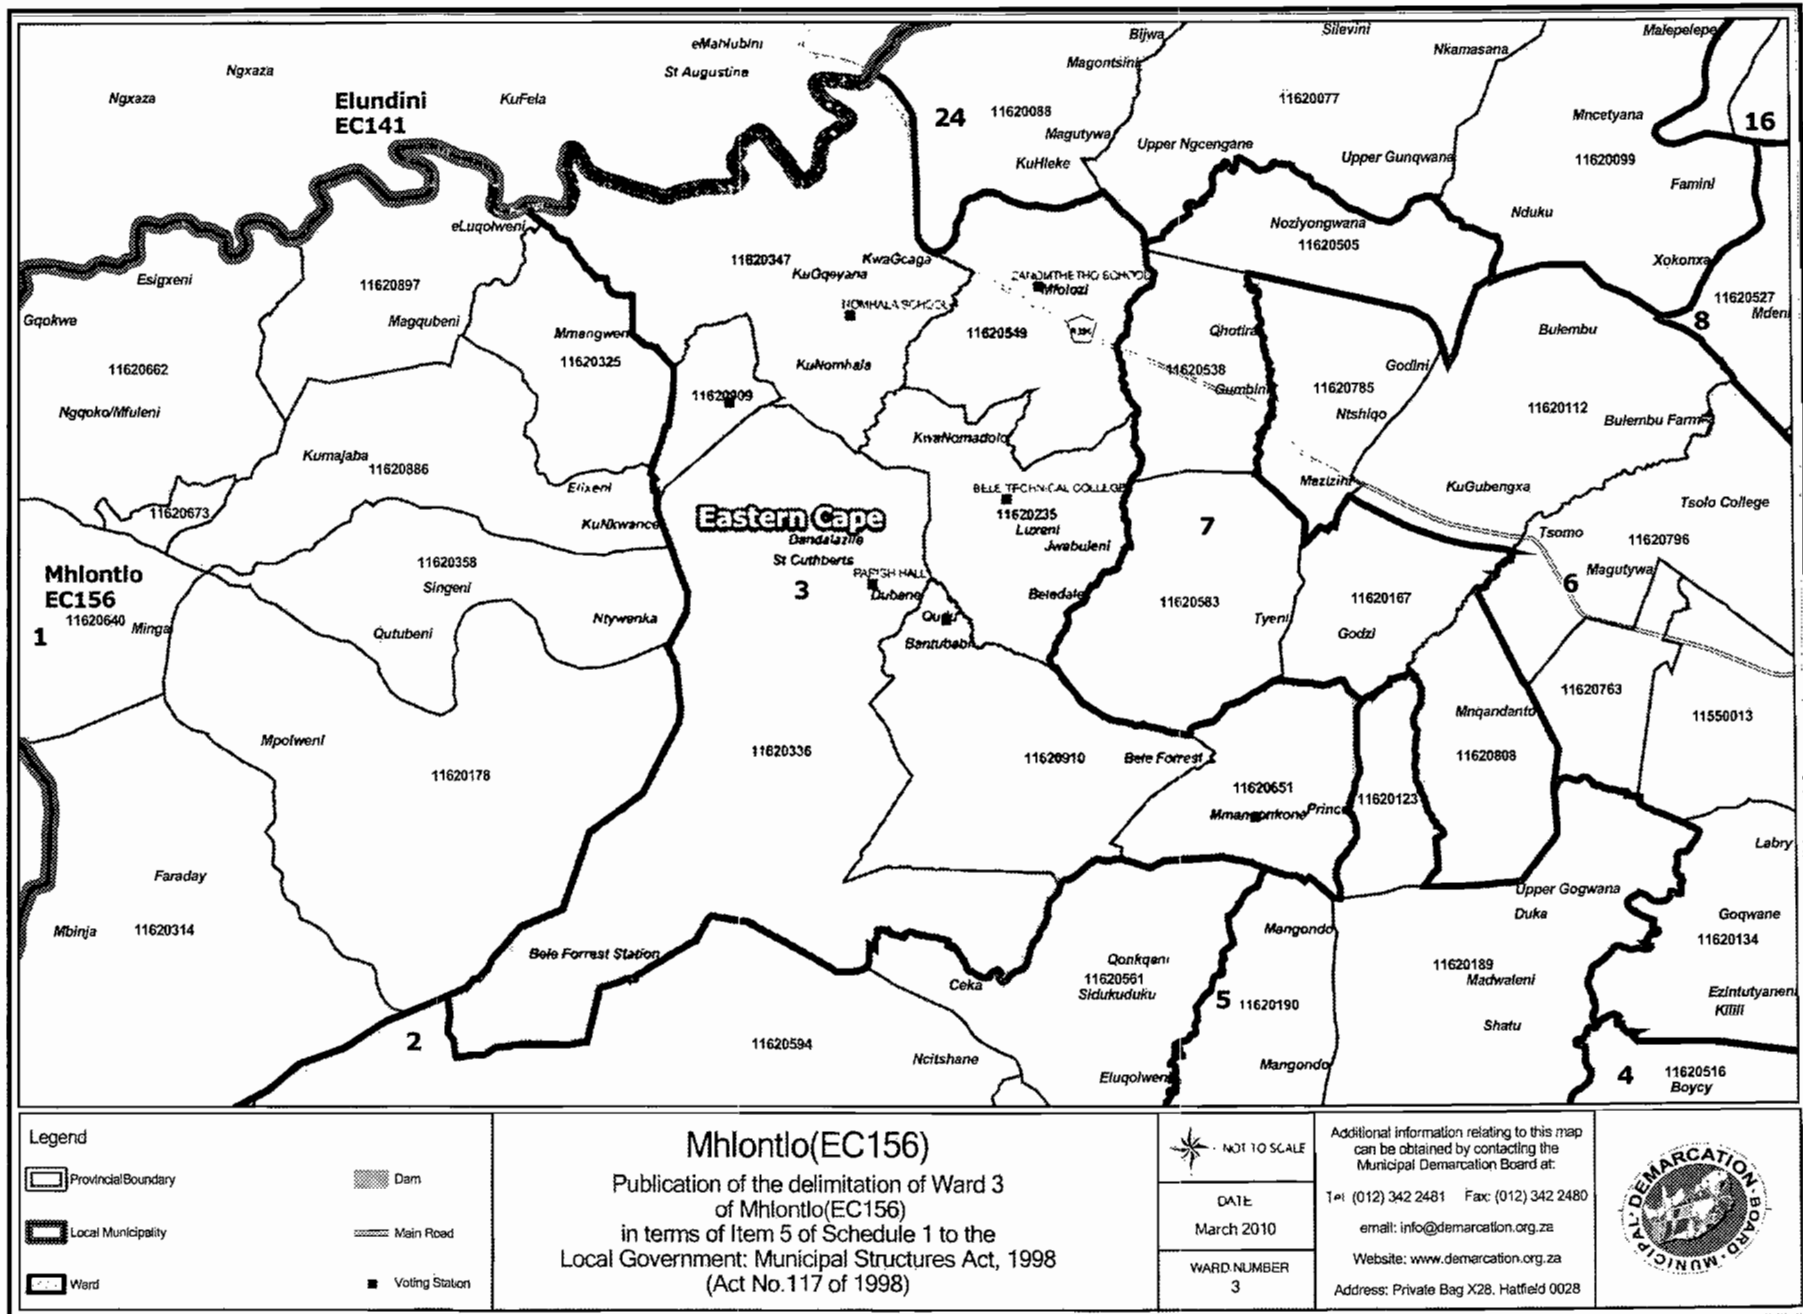 eMahlubini
Bijwa
Silevini
Malepelepe
Ngxaza
St Augustine
Magontsini
Nkamasana
Ngxaza
Elundini
EC141
KuFela
24
11620088
11620077
Mncetyana
16
Magutywa
Upper Ngcengane
KuHleke
Upper Gunqwana
11620099
Famini
eLuqolweni
Noziyongwana
11620505
Nduku
Esigxeni
11620897
11620347
KuGqeyana
KwaGcaga
Xokonxa
Mfolozi
11620527
Mdeni
NOMHALA SCHOOL
Gqokwe
Magqubeni
Mmangweni
11620549
Qhotira
Bulembu
8
11620662
11620325
KuNomhala
11620538
Godini
Gumbini
11620785
Ngqoko/Mfuleni
11620909
Ntshiqo
11620112
Bulembu Farm
Kumajaba
11620886
KwaNomadolo
Elixeni
BELE TECHNICAL COLLEGE
Mazizini
KuGubengxa
11620673
KuNkwance
Eastern Cape
Dandalazile
11620235
Luxeni
Jwabuleni
7
Tsolo College
Tsomo
11620796
11620358
Singeni
St Cuthberts
3
PARISH HALL
Dubene
Mhlontlo
EC156
11620640
Minga
1
Beledale
11620583
11620167
Magutywa
6
Qutubeni
Ntywenka
Bantubabi
Tyeni
Godzi
Mpolweni
11620178
11620336
11620910
Bele Forrest
Mnqandanto
11620763
11550013
11620808
11620651
11620123
Princ
Labry
Faraday
Upper Gogwana
Duka
Goqwane
Mbinja
11620314
Bele Forrest Station
Mangondo
11620134
Qonkqeni
11620561
Sidukuduku
11620189
Madwaleni
Ceka
5
11620190
Ezintutyaneni
Kilili
Shatu
2
11620594
Ncitshane
Eluqolweni
Mangondo
4
11620516
Boycy
Legend
Provincial Boundary
Dam
Local Municipality
Main Road
Ward
Voting Station
Mhlontlo(EC156)
Publication of the delimitation of Ward 3
of Mhlontlo(EC156)
in terms of Item 5 of Schedule 1 to the
Local Government: Municipal Structures Act, 1998
(Act No.117 of 1998)
NOT TO SCALE
DATE
March 2010
WARD NUMBER
3
Additional information relating to this map
can be obtained by contacting the
Municipal Demarcation Board at:
Tel (012) 342 2481 Fax: (012) 342 2480
email: info@demarcation.org.za
Website: www.demarcation.org.za
Address: Private Bag X28, Hatfield 0028
MUNICIPAL DEMARCATION BOARD